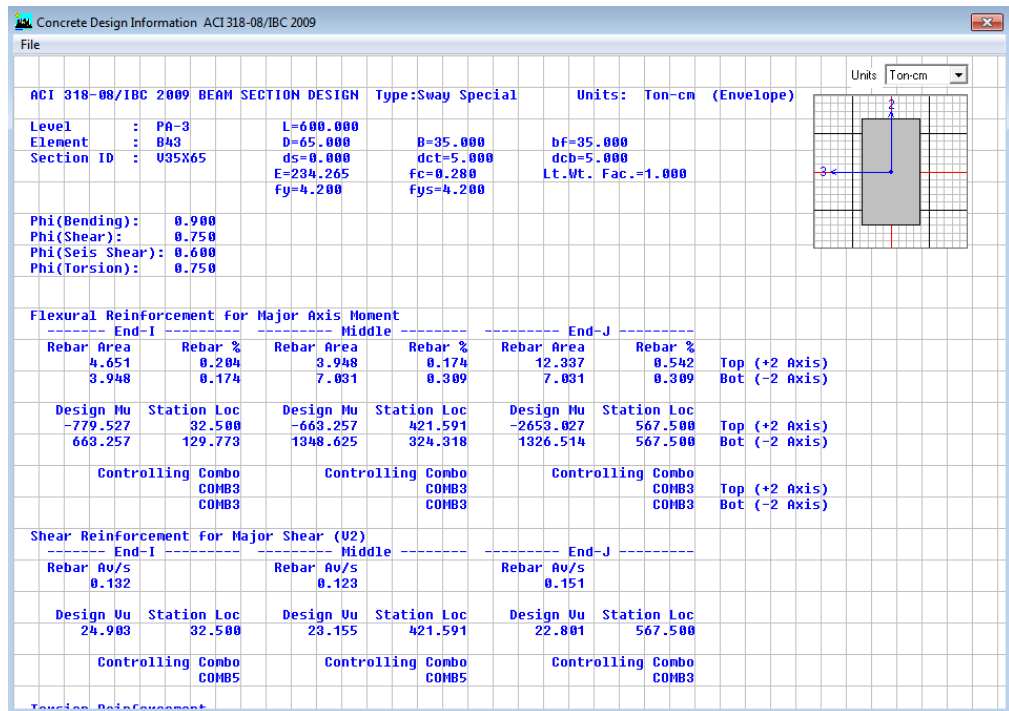 Concrete Design Information ACI 318-08/IBC 2009
File
Units Ton-cm
ACI 318-08/IBC 2009 BEAM SECTION DESIGN Type:Sway Special Units: Ton-cm (Envelope)
Level : PA-3 L=600.000
Element : B43 D=65.000 B=35.000 bf=35.000
Section ID : V35X65 ds=0.000 dct=5.000 dcb=5.000
E=234.265 fc=0.280 Lt.Wt. Fac.=1.000
fy=4.200 fys=4.200
2
3
Phi(Bending): 0.900
Phi(Shear): 0.750
Phi(Seis Shear): 0.600
Phi(Torsion): 0.750
Flexural Reinforcement for Major Axis Moment
------- End-I --------- --------- Middle -------- --------- End-J ---------
Rebar Area Rebar % Rebar Area Rebar % Rebar Area Rebar %
4.651 0.204 3.948 0.174 12.337 0.542 Top (+2 Axis)
3.948 0.174 7.031 0.309 7.031 0.309 Bot (-2 Axis)
Design Mu Station Loc Design Mu Station Loc Design Mu Station Loc
-779.527 32.500 -663.257 421.591 -2653.027 567.500 Top (+2 Axis)
663.257 129.773 1348.625 324.318 1326.514 567.500 Bot (-2 Axis)
Controlling Combo Controlling Combo Controlling Combo
COMB3 COMB3 COMB3 Top (+2 Axis)
COMB3 COMB3 COMB3 Bot (-2 Axis)
Shear Reinforcement for Major Shear (V2)
------- End-I --------- --------- Middle -------- --------- End-J ---------
Rebar Av/s Rebar Av/s Rebar Av/s
0.132 0.123 0.151
Design Vu Station Loc Design Vu Station Loc Design Vu Station Loc
24.903 32.500 23.155 421.591 22.801 567.500
Controlling Combo Controlling Combo Controlling Combo
COMB5 COMB5 COMB3
Torsion Reinforcement